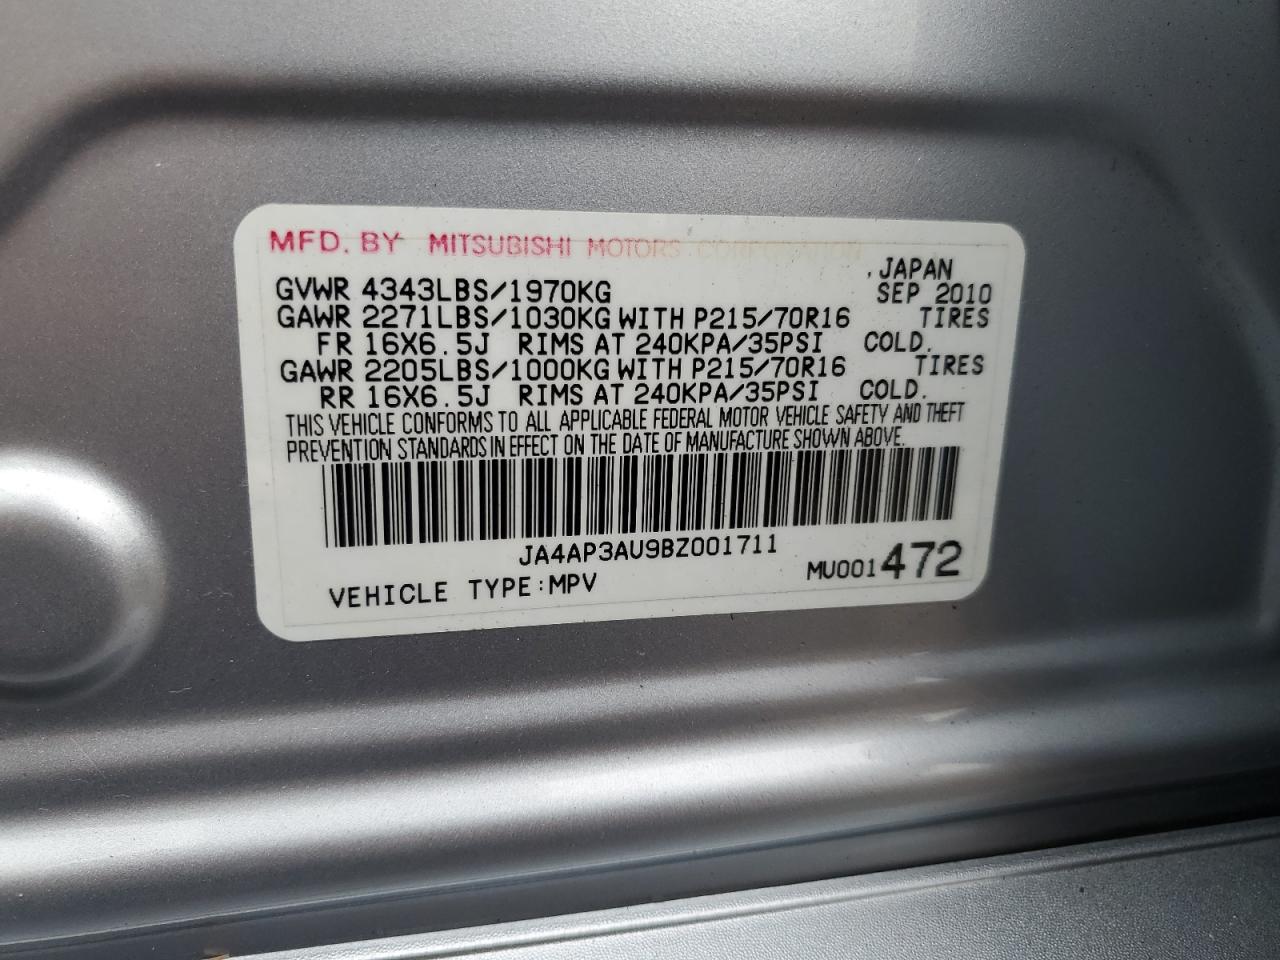 MFD. BY MITSUBISHI MOTORS CORPORATION
, JAPAN
GVWR 4343LBS/1970KG SEP 2010
GAWR 2271LBS/1030KG WITH P215/70R16 TIRES
FR 16X6.5J RIMS AT 240KPA/35PSI COLD.
GAWR 2205LBS/1000KG WITH P215/70R16 TIRES
RR 16X6.5J RIMS AT 240KPA/35PSI COLD.
THIS VEHICLE CONFORMS TO ALL APPLICABLE FEDERAL MOTOR VEHICLE SAFETY AND THEFT
PREVENTION STANDARDS IN EFFECT ON THE DATE OF MANUFACTURE SHOWN ABOVE.
JA4AP3AU9BZ001711
VEHICLE TYPE:MPV MU001472